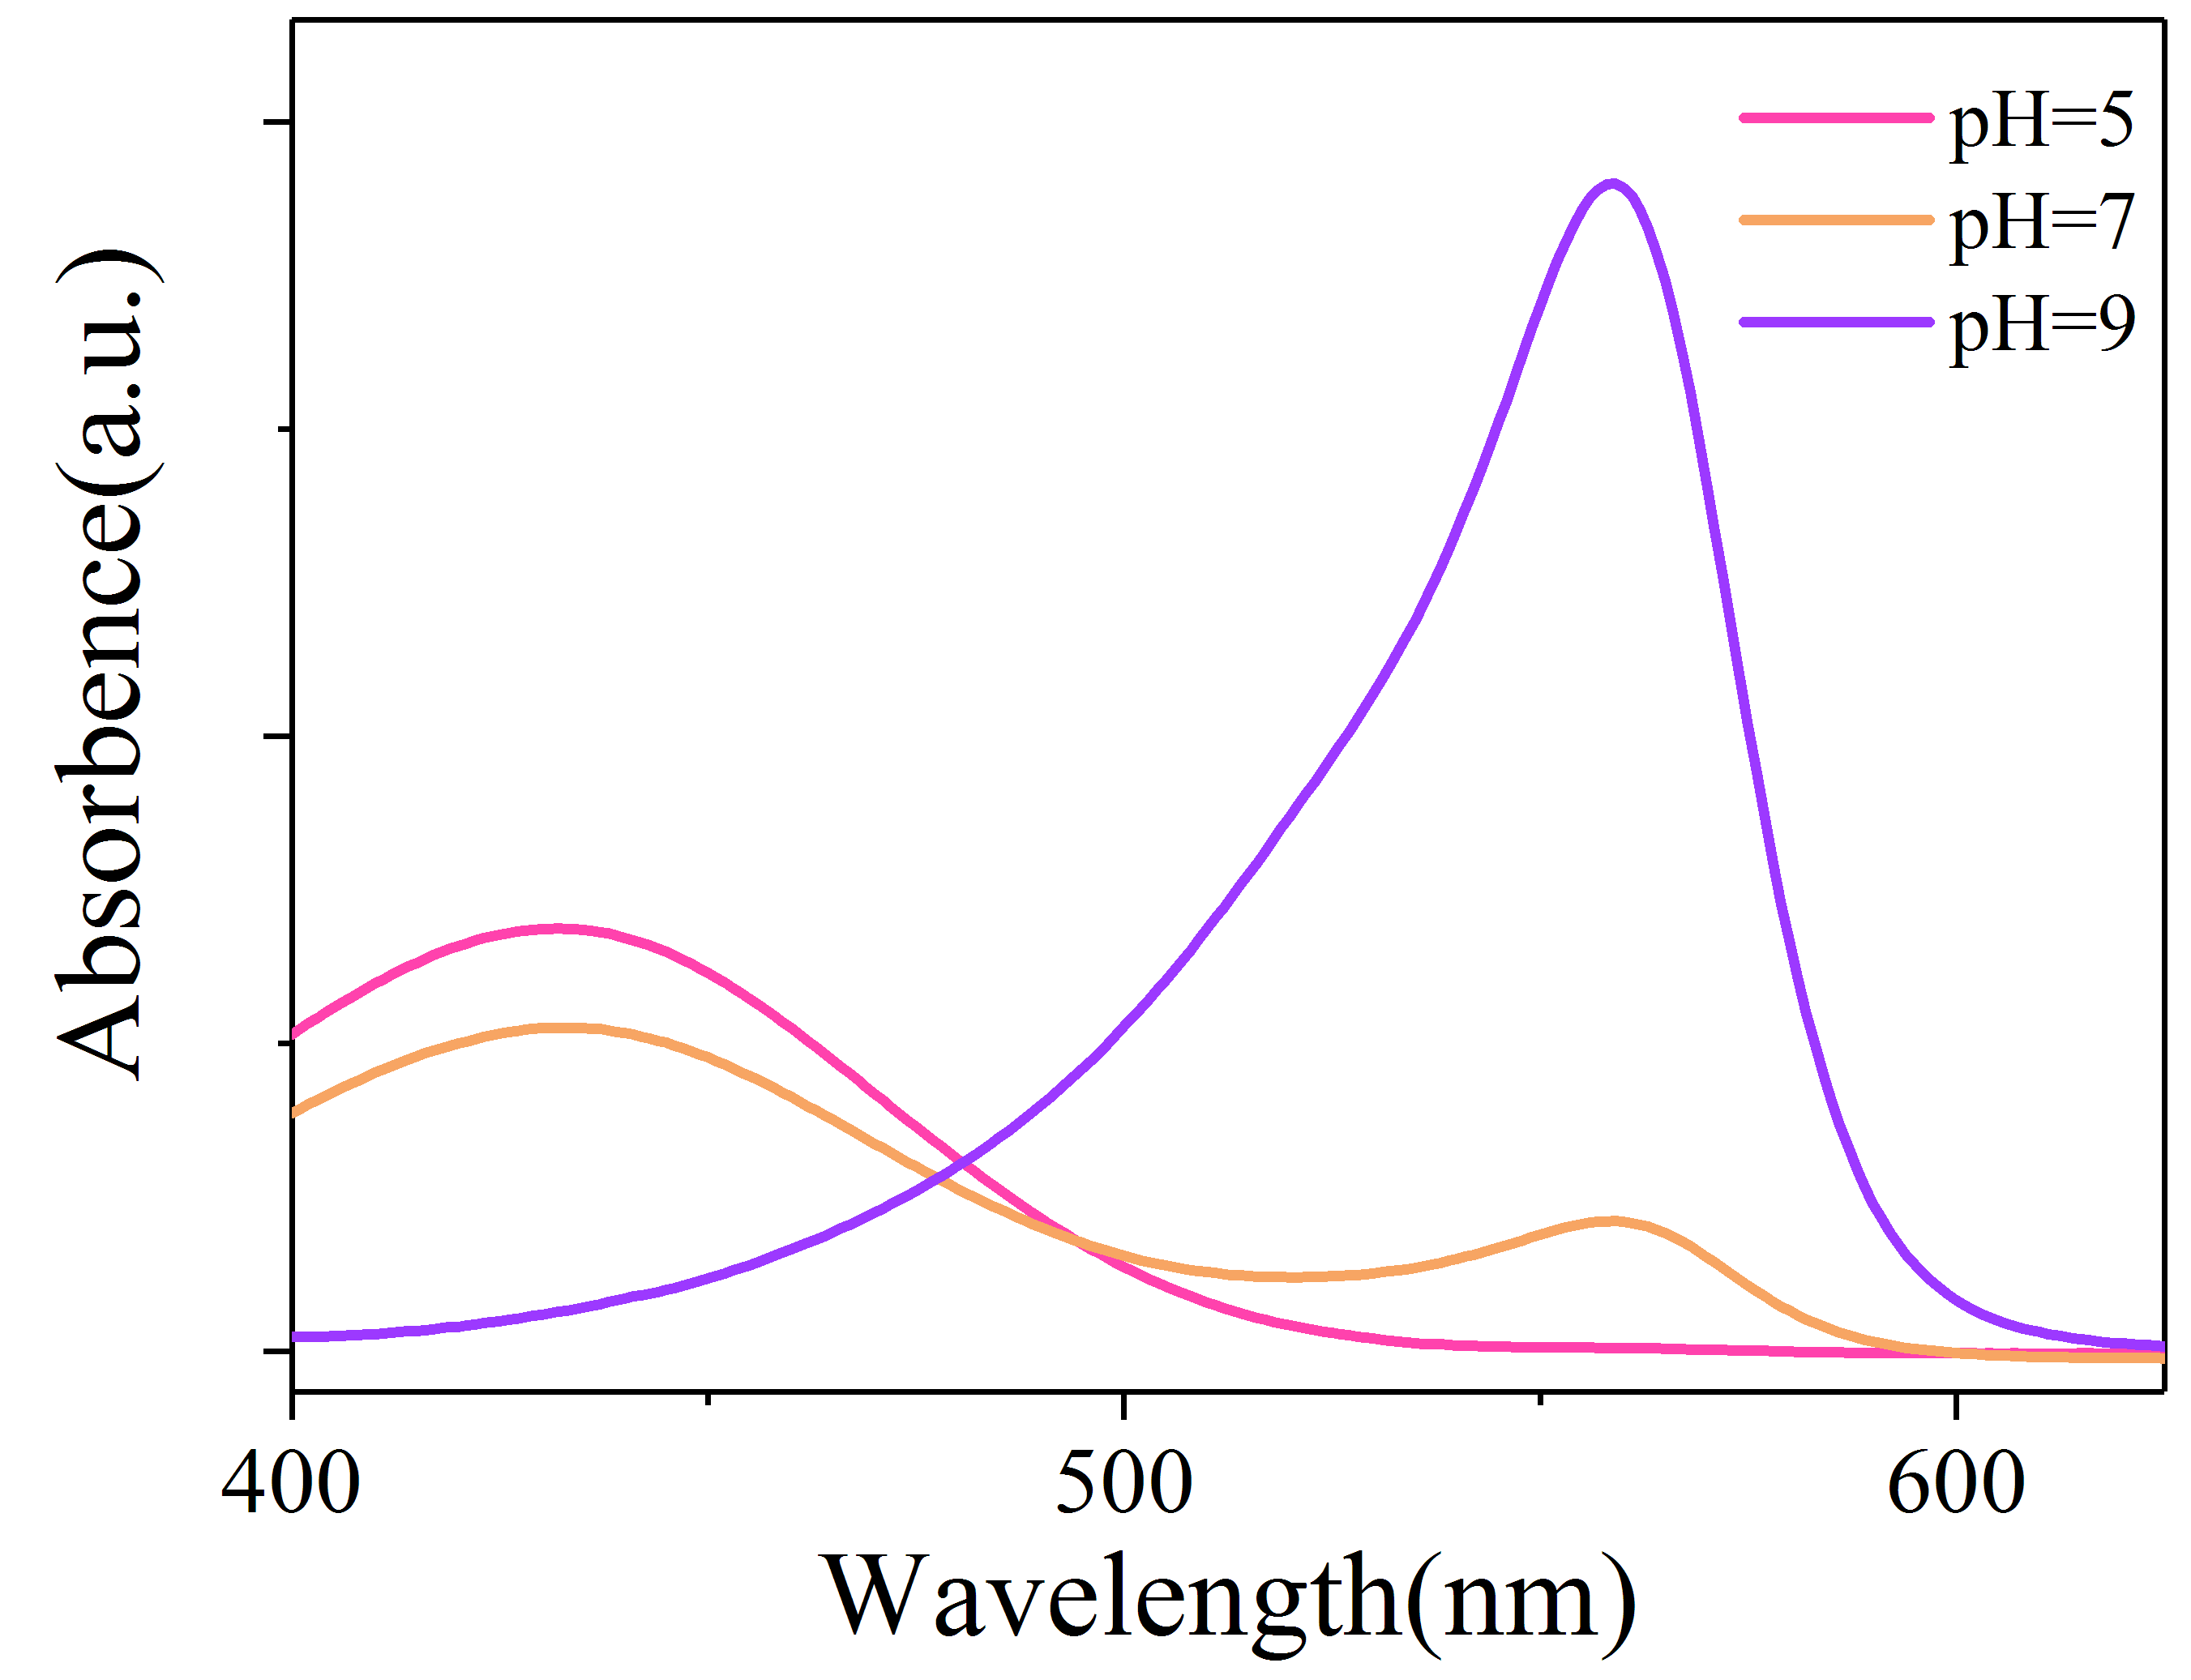 pH=5
pH=7
pH=9
Absorbence(a.u.)
400
500
600
Wavelength(nm)